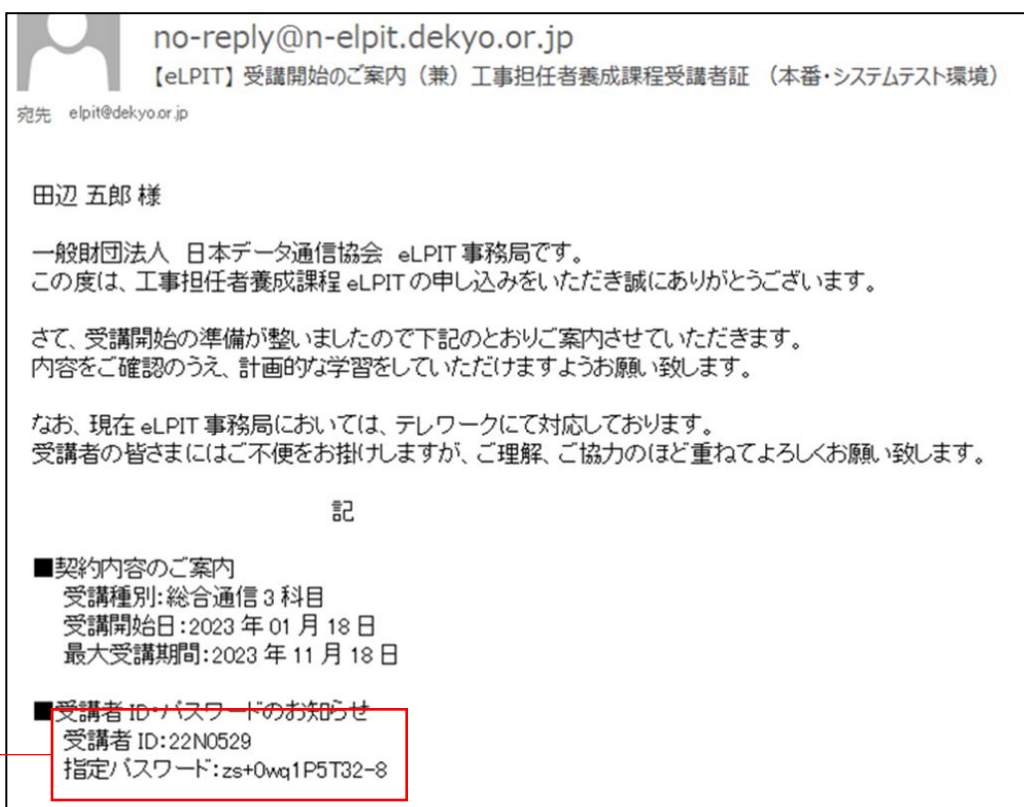 no-reply@n-elpit.dekyo.or.jp
【eLPIT】受講開始のご案内（兼）工事担任者養成課程受講者証 （本番・システムテスト環境）
宛先 elpit@dekyo.or.jp
田辺 五郎 様
一般財団法人 日本データ通信協会 eLPIT 事務局です。
この度は、工事担任者養成課程 eLPIT の申し込みをいただき誠にありがとうございます。
さて、受講開始の準備が整いましたので下記のとおりご案内させていただきます。
内容をご確認のうえ、計画的な学習をしていただけますようお願い致します。
なお、現在 eLPIT 事務局においては、テレワークにて対応しております。
受講者の皆さまにはご不便をお掛けしますが、ご理解、ご協力のほど重ねてよろしくお願い致します。
記
■契約内容のご案内
受講種別:総合通信 3 科目
受講開始日:2023 年 01 月 18 日
最大受講期間:2023 年 11 月 18 日
■受講者 ID・パスワードのお知らせ
受講者 ID:22N0529
指定パスワード:zs+0wq1P5T32-8